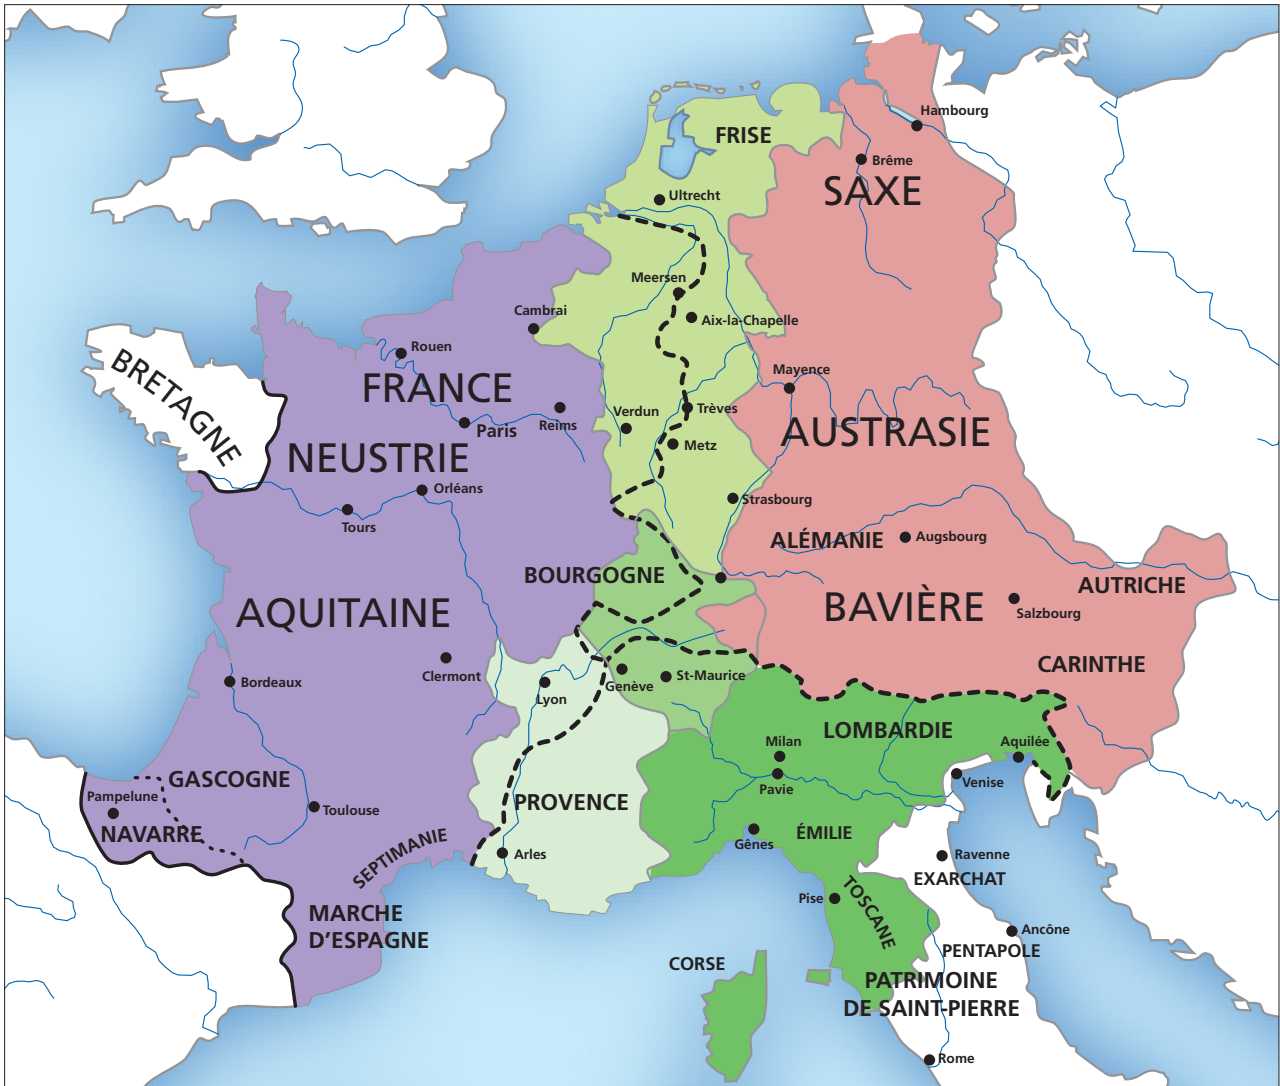 Hambourg
FRISE
Brême
SAXE
Ultrecht
Meersen
Cambrai
Aix-la-Chapelle
Rouen
BRETAGNE
Mayence
FRANCE
Reims
Verdun
Trèves
Paris
AUSTRASIE
Metz
NEUSTRIE
Orléans
Strasbourg
Tours
ALÉMANIE
Augsbourg
BOURGOGNE
AUTRICHE
AQUITAINE
BAVIÈRE
Salzbourg
Clermont
CARINTHE
Bordeaux
Genève
St-Maurice
Lyon
LOMBARDIE
Milan
Aquilée
GASCOGNE
Pavie
Venise
Pampelune
PROVENCE
Toulouse
NAVARRE
ÉMILIE
Gênes
SEPTIMANIE
Arles
Ravenne
EXARCHAT
Pise
TOSCANE
MARCHE
D'ESPAGNE
Ancône
PENTAPOLE
CORSE
PATRIMOINE
DE SAINT-PIERRE
Rome